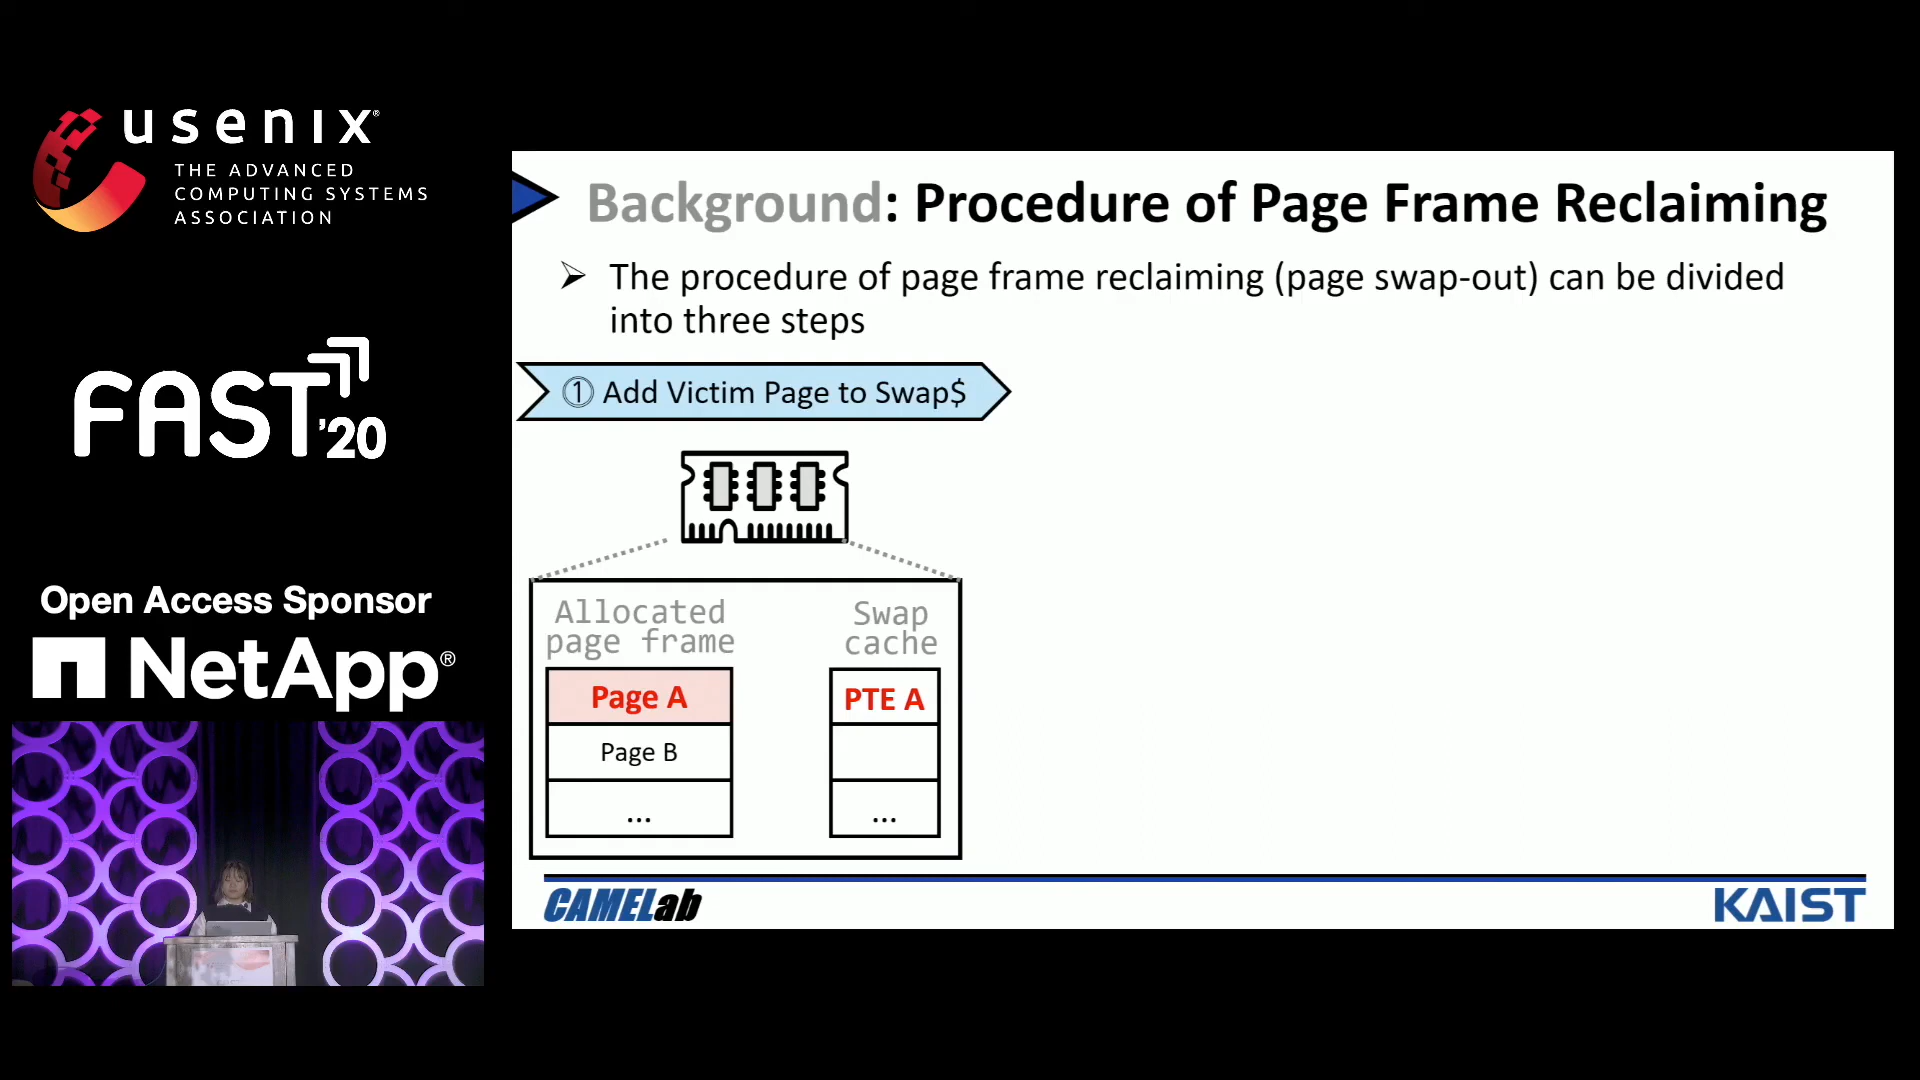 usenix®
THE ADVANCED
COMPUTING SYSTEMS
ASSOCIATION
FAST'20
Open Access Sponsor
NetApp®
Background: Procedure of Page Frame Reclaiming
➢ The procedure of page frame reclaiming (page swap-out) can be divided
into three steps
① Add Victim Page to Swap$
Allocated
page frame
Page A
Page B
...
Swap
cache
PTE A
...
CAMELab
KAIST